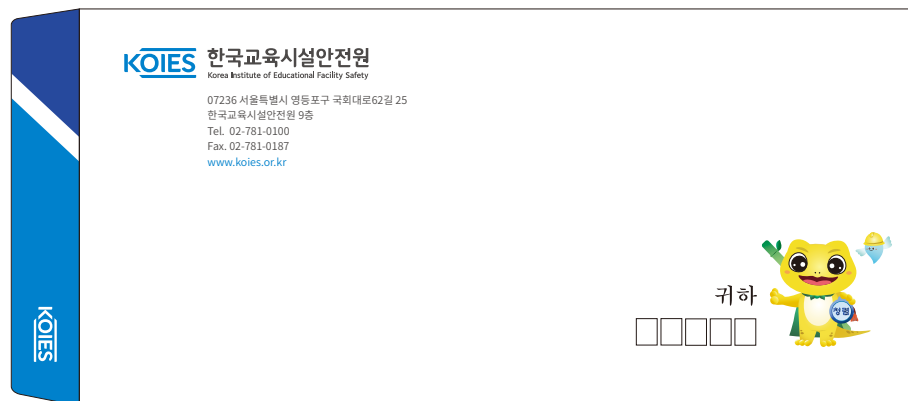 KOIES 한국교육시설안전원
Korea Institute of Educational Facility Safety
07236 서울특별시 영등포구 국회대로62길 25
한국교육시설안전원 9층
Tel. 02-781-0100
Fax. 02-781-0187
www.koies.or.kr
귀하
청렴
KOIES